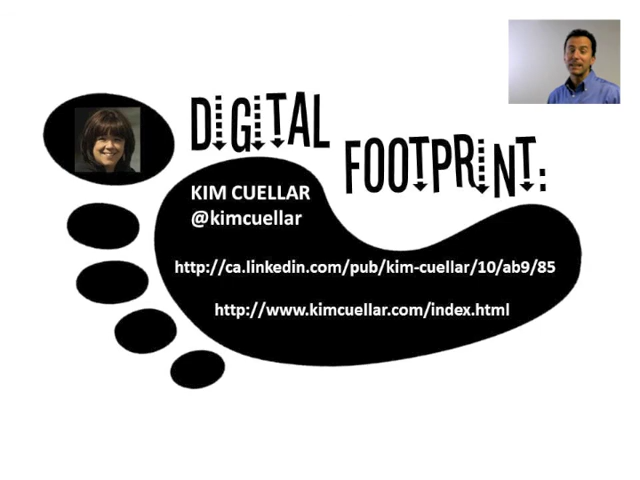 DIGITAL
FOOTPRINT:
KIM CUELLAR
@kimcuellar
http://ca.linkedin.com/pub/kim-cuellar/10/ab9/85
http://www.kimcuellar.com/index.html